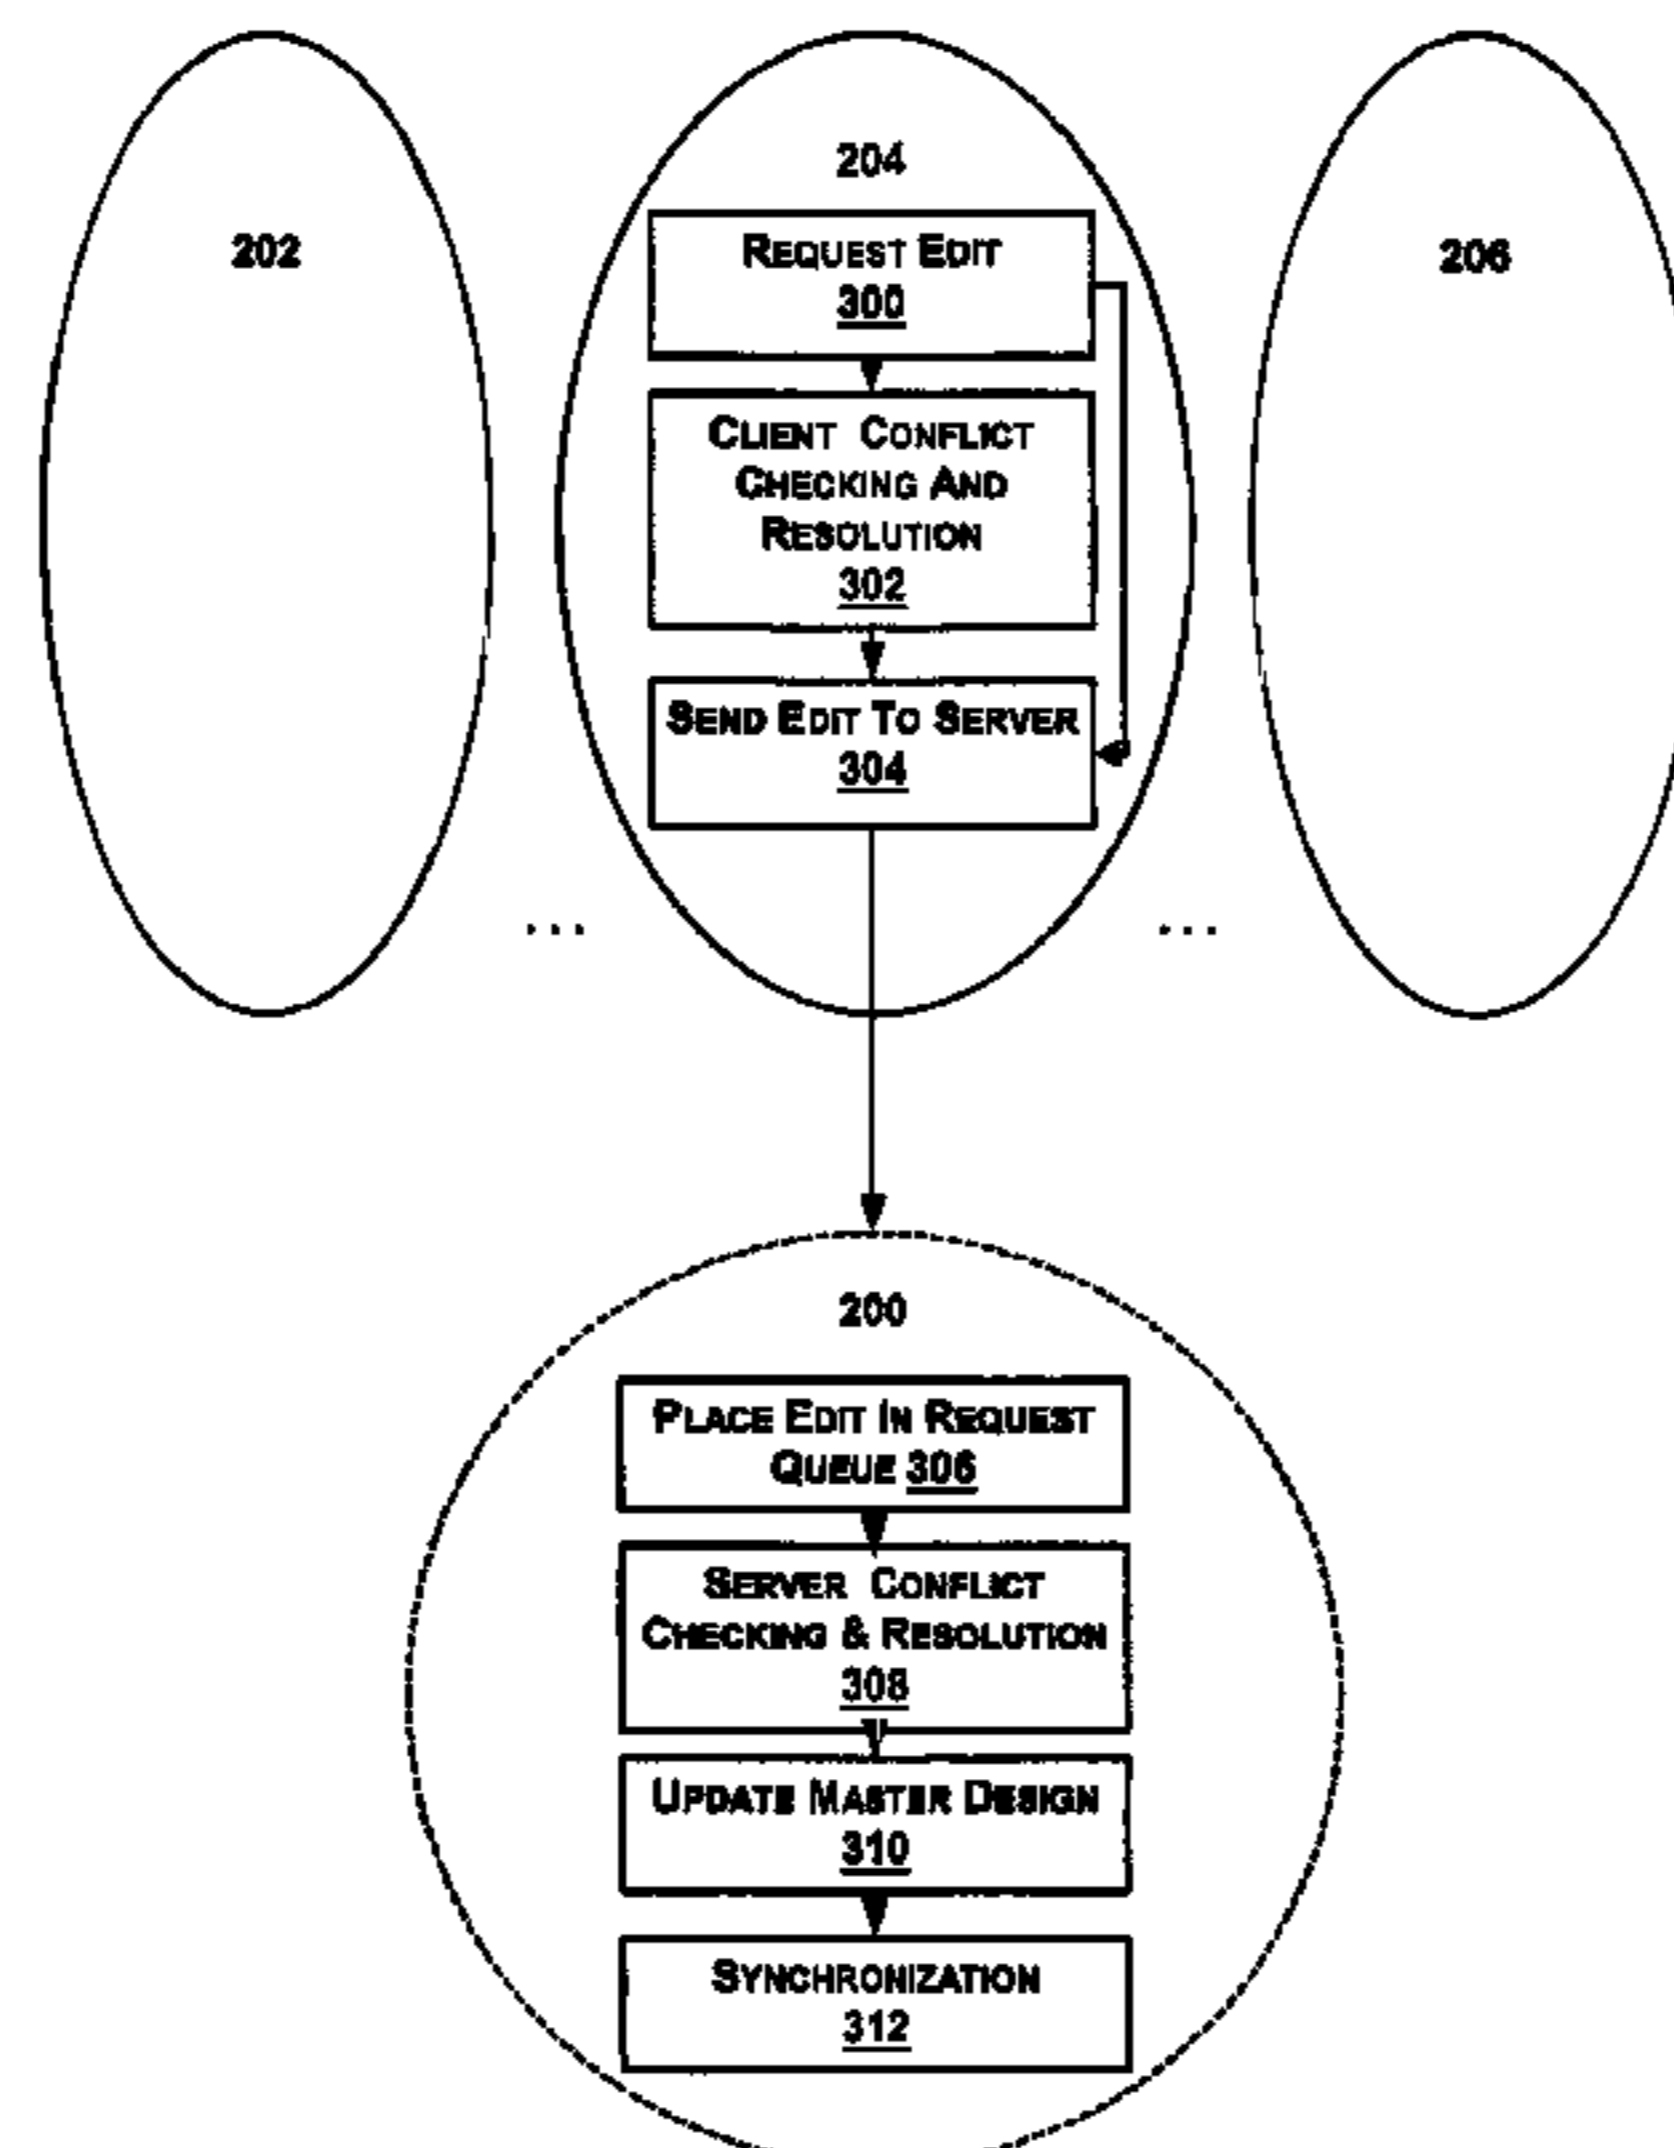 204
202
206
REQUEST EDIT
300
CLIENT CONFLICT
CHECKING AND
RESOLUTION
302
SEND EDIT TO SERVER
304
... ...
200
PLACE EDIT IN REQUEST
QUEUE 306
SERVER CONFLICT
CHECKING & RESOLUTION
308
UPDATE MASTER DESIGN
310
SYNCHRONIZATION
312